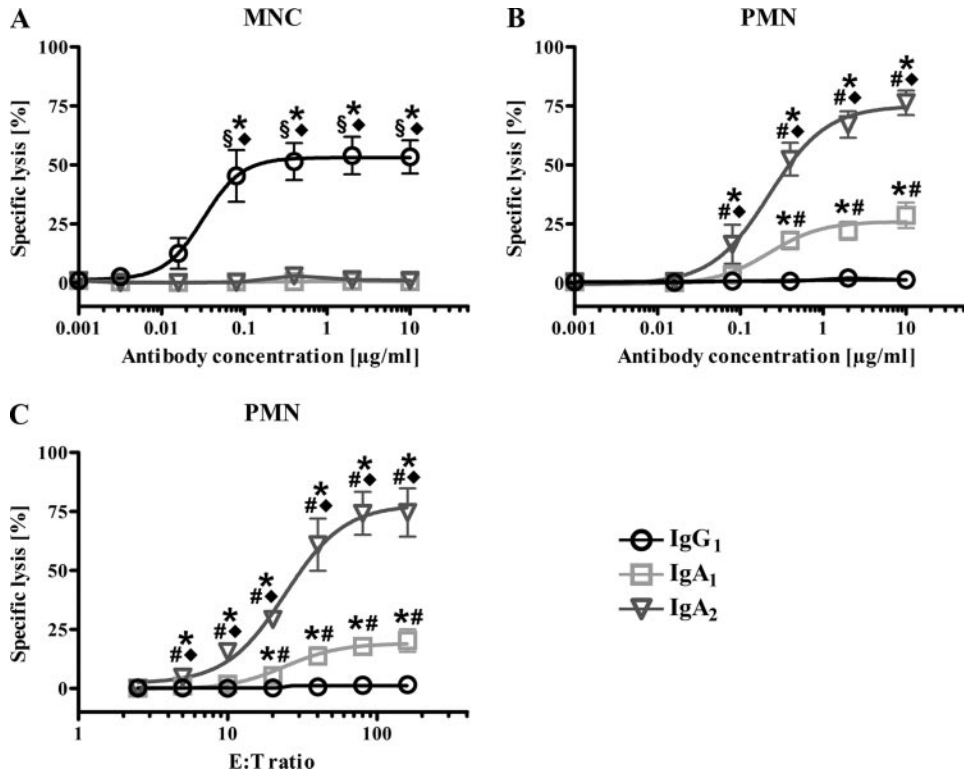 A
MNC
100
75
50
25
0
Specific lysis [%]
§*◆ §*◆ §*◆ §*◆
0.001 0.01 0.1 1 10
Antibody concentration [µg/ml]
B
PMN
100
75
50
25
0
Specific lysis [%]
*
#◆
*
#◆
*
#◆
*
#◆
*# *# *#
0.001 0.01 0.1 1 10
Antibody concentration [µg/ml]
C
PMN
100
75
50
25
0
Specific lysis [%]
*
#◆
*
#◆
*
#◆
*
#◆
*
#◆
*
#◆
*# *# *# *#
1 10 100
E:T ratio
IgG₁
IgA₁
IgA₂